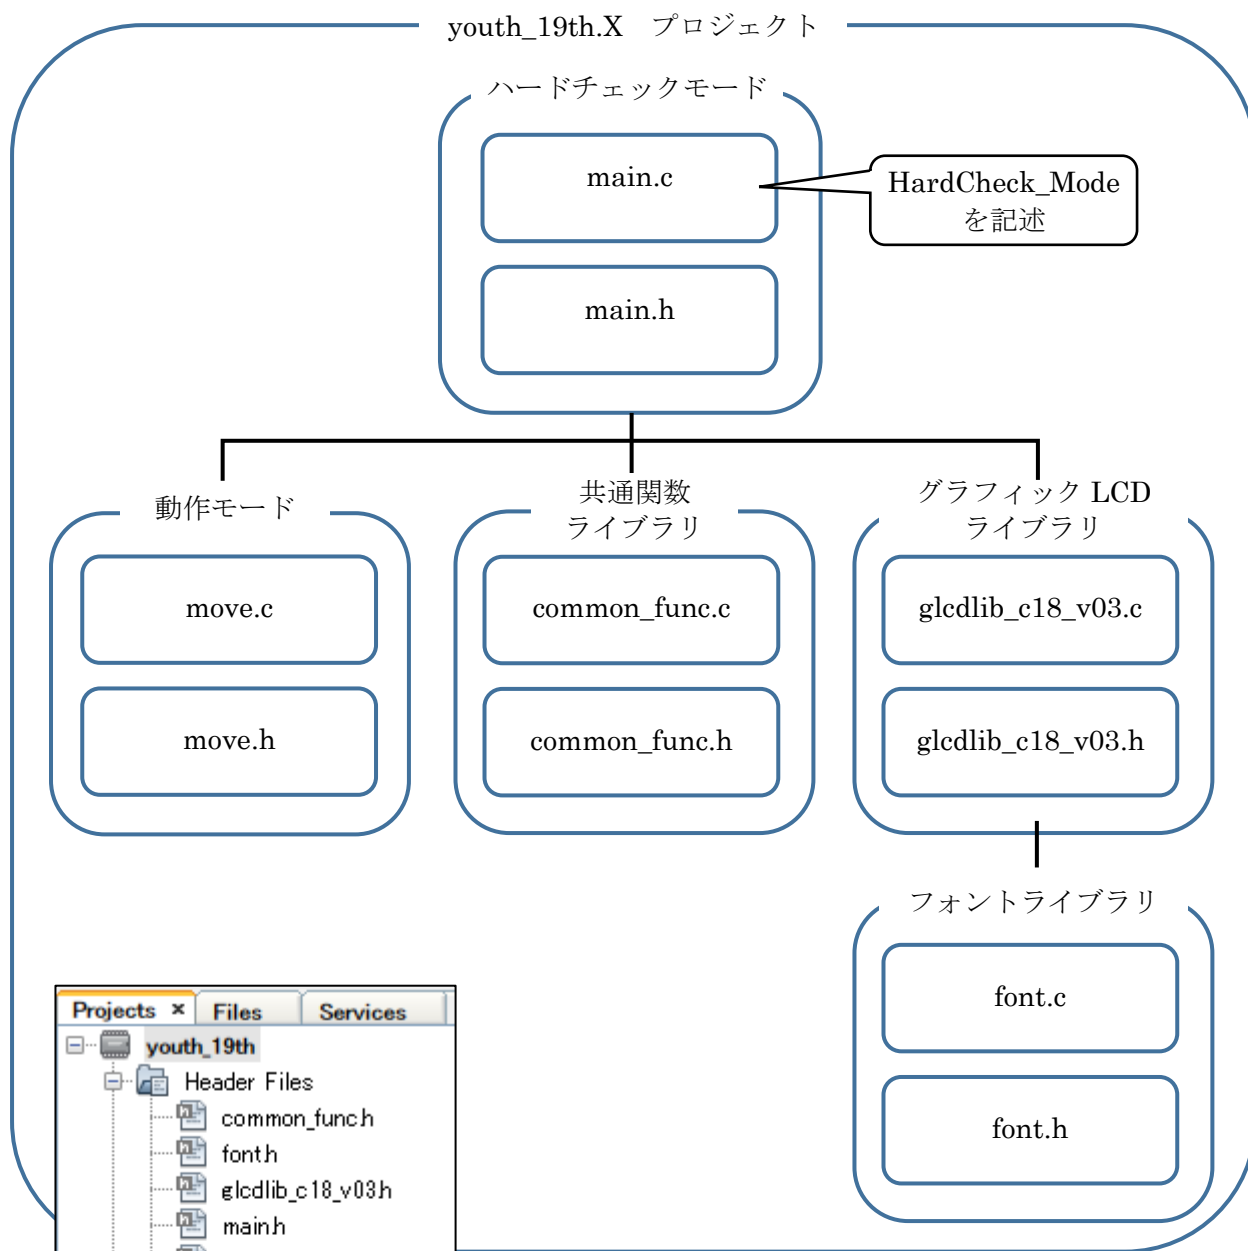 youth_19th.X プロジェクト
ハードチェックモード
main.c
HardCheck_Mode
を記述
main.h
動作モード
共通関数
ライブラリ
グラフィック LCD
ライブラリ
move.c
common_func.c
glcdlib_c18_v03.c
move.h
common_func.h
glcdlib_c18_v03.h
フォントライブラリ
font.c
font.h
Projects × Files Services
youth_19th
Header Files
common_func.h
font.h
glcdlib_c18_v03.h
main.h